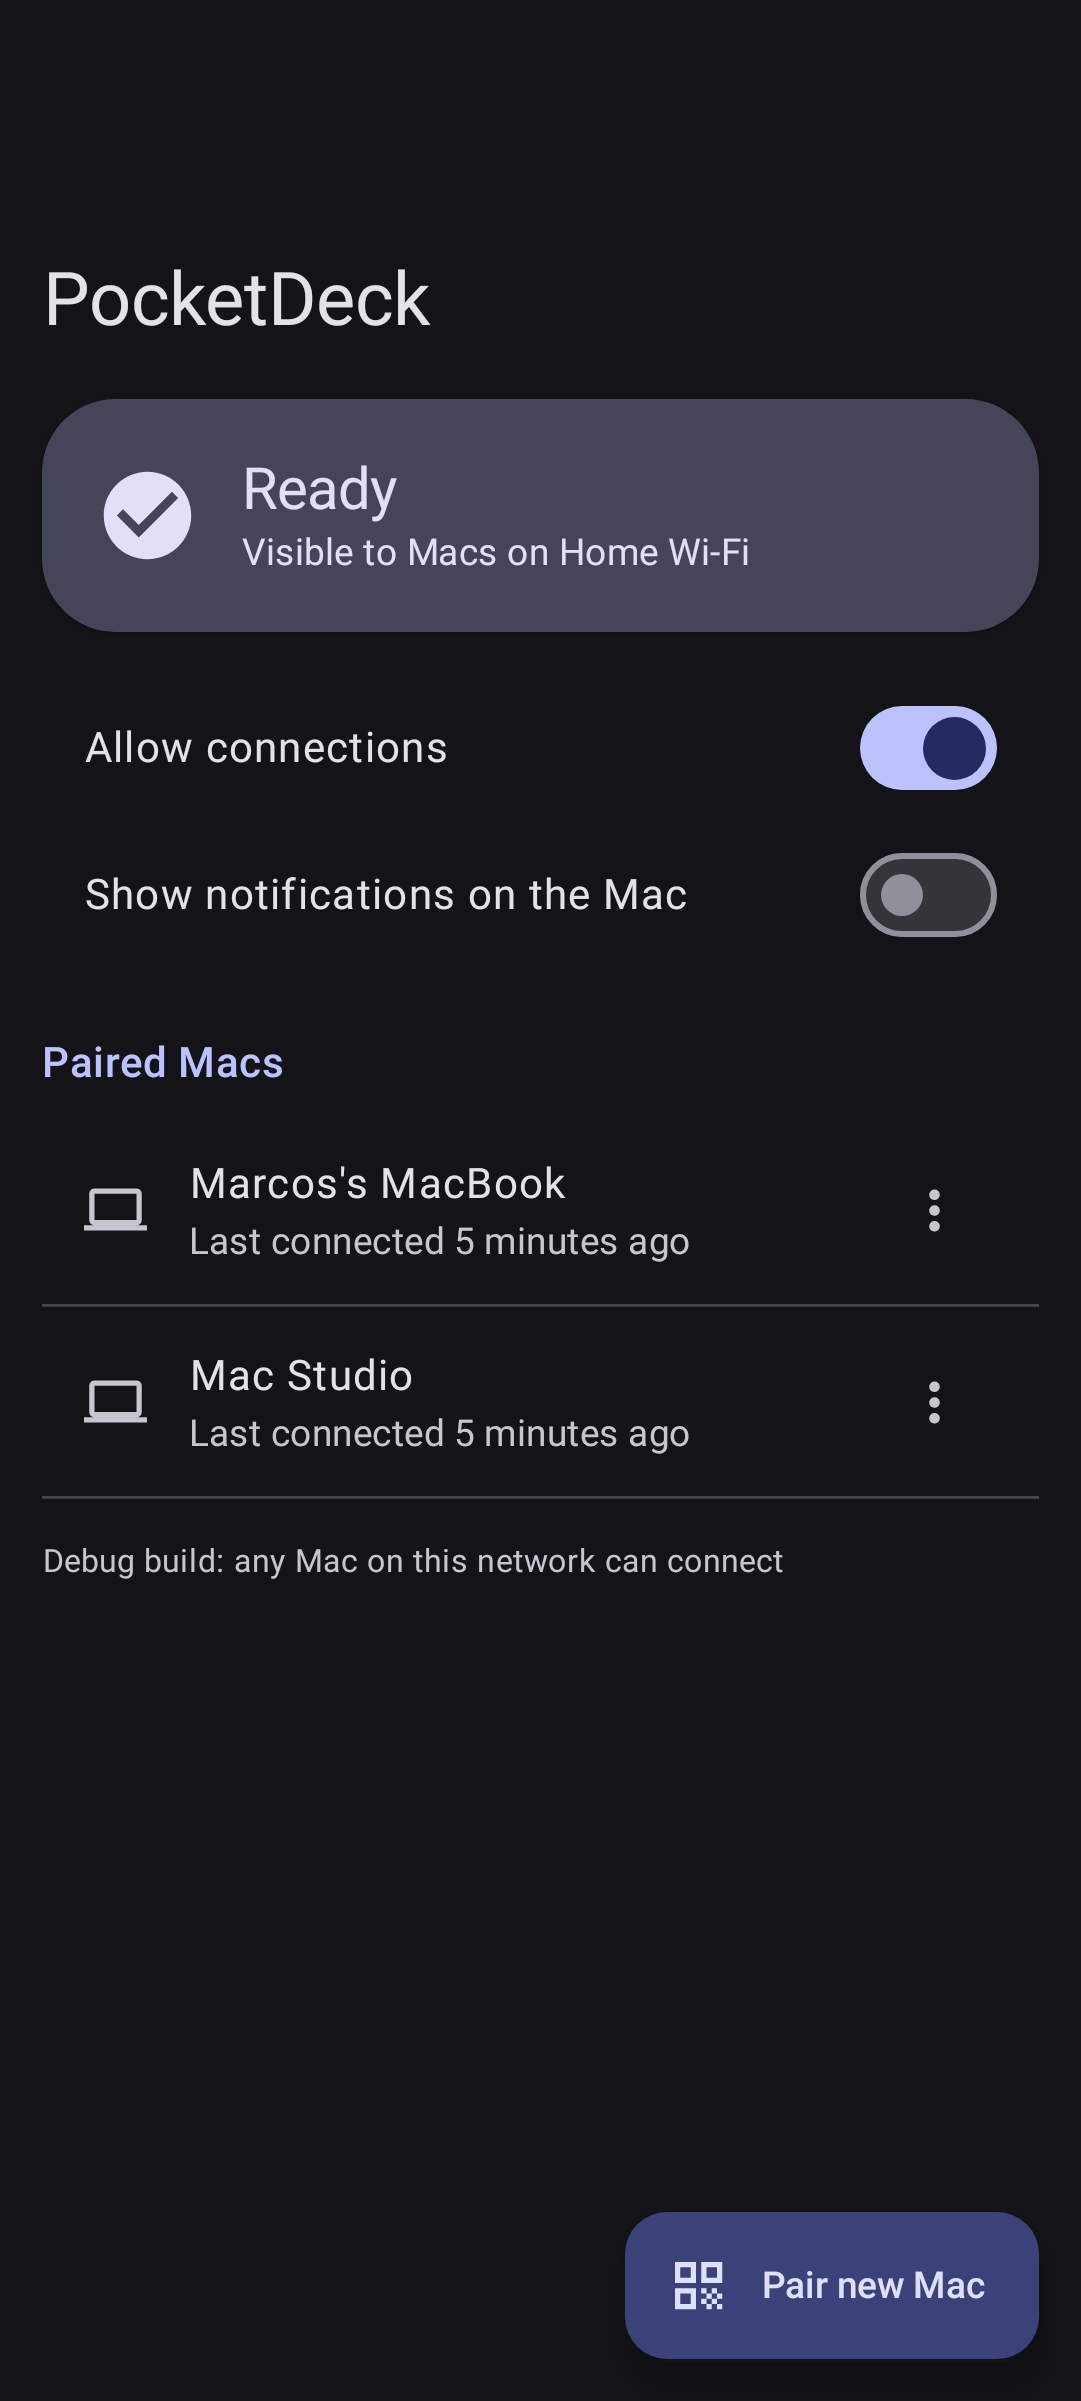 PocketDeck
Ready
Visible to Macs on Home Wi-Fi
Allow connections
Show notifications on the Mac
Paired Macs
Marcos's MacBook
Last connected 5 minutes ago
Mac Studio
Last connected 5 minutes ago
Debug build: any Mac on this network can connect
Pair new Mac